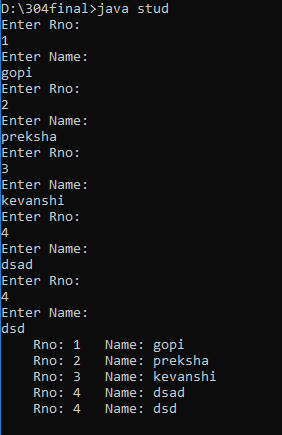 D:\304final>java stud
Enter Rno:
1
Enter Name:
gopi
Enter Rno:
2
Enter Name:
preksha
Enter Rno:
3
Enter Name:
kevanshi
Enter Rno:
4
Enter Name:
dsad
Enter Rno:
4
Enter Name:
dsd
    Rno: 1   Name: gopi
    Rno: 2   Name: preksha
    Rno: 3   Name: kevanshi
    Rno: 4   Name: dsad
    Rno: 4   Name: dsd